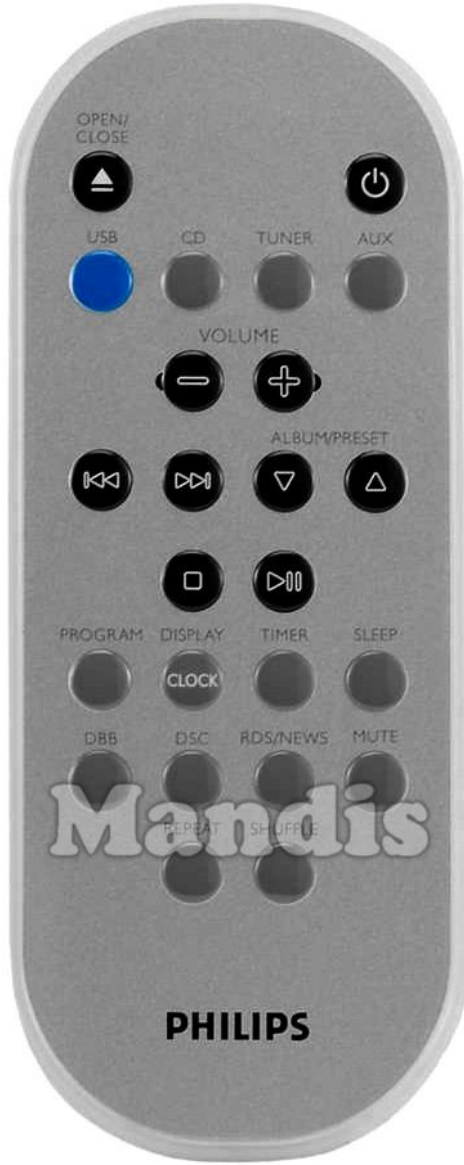 OPEN/
CLOSE
USB CD TUNER AUX
VOLUME
ALBUM/PRESET
PROGRAM DISPLAY TIMER SLEEP
CLOCK
DBB DSC RDS/NEWS MUTE
Mandis
REPEAT SHUFFLE
PHILIPS